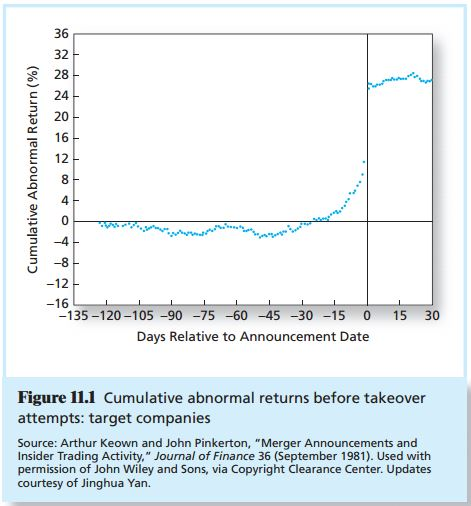 36
32
28
24
20
16
12
8
4
0
−4
−8
−12
−16
Cumulative Abnormal Return (%)
−135 −120 −105 −90 −75 −60 −45 −30 −15 0 15 30
Days Relative to Announcement Date
Figure 11.1 Cumulative abnormal returns before takeover
attempts: target companies
Source: Arthur Keown and John Pinkerton, “Merger Announcements and
Insider Trading Activity,” Journal of Finance 36 (September 1981). Used with
permission of John Wiley and Sons, via Copyright Clearance Center. Updates
courtesy of Jinghua Yan.